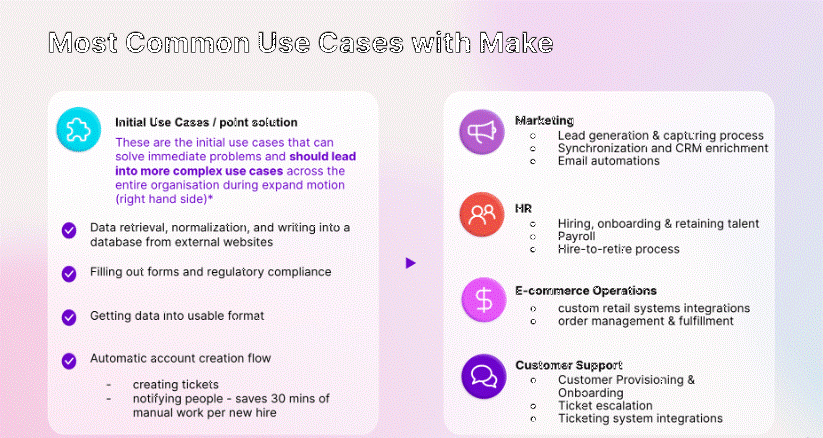 Most Common Use Cases with Make
Initial Use Cases / point solution
These are the initial use cases that can
solve immediate problems and should lead
into more complex use cases across the
entire organisation during expand motion
(right hand side)*
Data retrieval, normalization, and writing into a
database from external websites
Filling out forms and regulatory compliance
Getting data into usable format
Automatic account creation flow
- creating tickets
- notifying people - saves 30 mins of
manual work per new hire
Marketing
o Lead generation & capturing process
o Synchronization and CRM enrichment
o Email automations
HR
o Hiring, onboarding & retaining talent
o Payroll
o Hire-to-retire process
E-commerce Operations
o custom retail systems integrations
o order management & fulfillment
Customer Support
o Customer Provisioning &
Onboarding
o Ticket escalation
o Ticketing system integrations